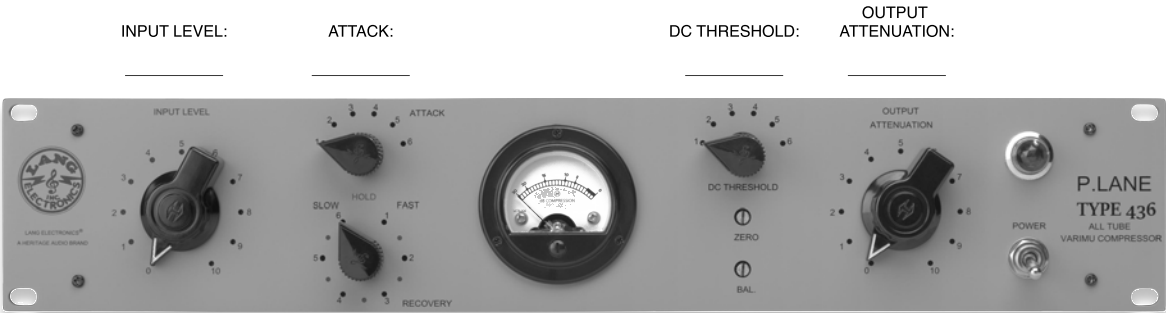 INPUT LEVEL:
ATTACK:
DC THRESHOLD:
OUTPUT
ATTENUATION:
INPUT LEVEL
0 1 2 3 4 5 6 7 8 9 10
ATTACK
1 2 3 4 5 6
HOLD
SLOW FAST
6 1
5 2
4 3
RECOVERY
DB COMPRESSION
DC THRESHOLD
1 2 3 4 5 6
ZERO
BAL.
OUTPUT
ATTENUATION
0 1 2 3 4 5 7 8 9 10
LANG
ELECTRONICS
INC.
LANG ELECTRONICS®
A HERITAGE AUDIO BRAND
P.LANE
TYPE 436
ALL TUBE
VARIMU COMPRESSOR
POWER